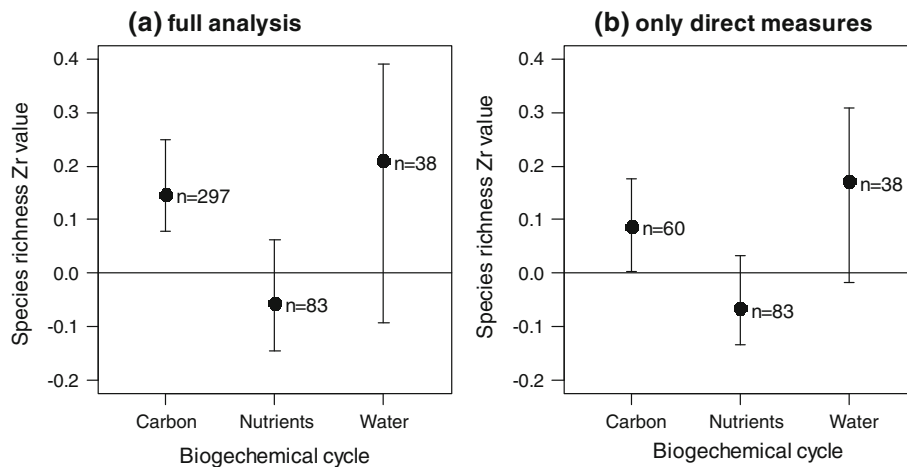 (a) full analysis
Species richness Zr value
0.4
0.3
0.2
0.1
0.0
-0.1
-0.2
n=297
n=83
n=38
Carbon Nutrients Water
Biogechemical cycle
(b) only direct measures
Species richness Zr value
0.4
0.3
0.2
0.1
0.0
-0.1
-0.2
n=60
n=83
n=38
Carbon Nutrients Water
Biogechemical cycle